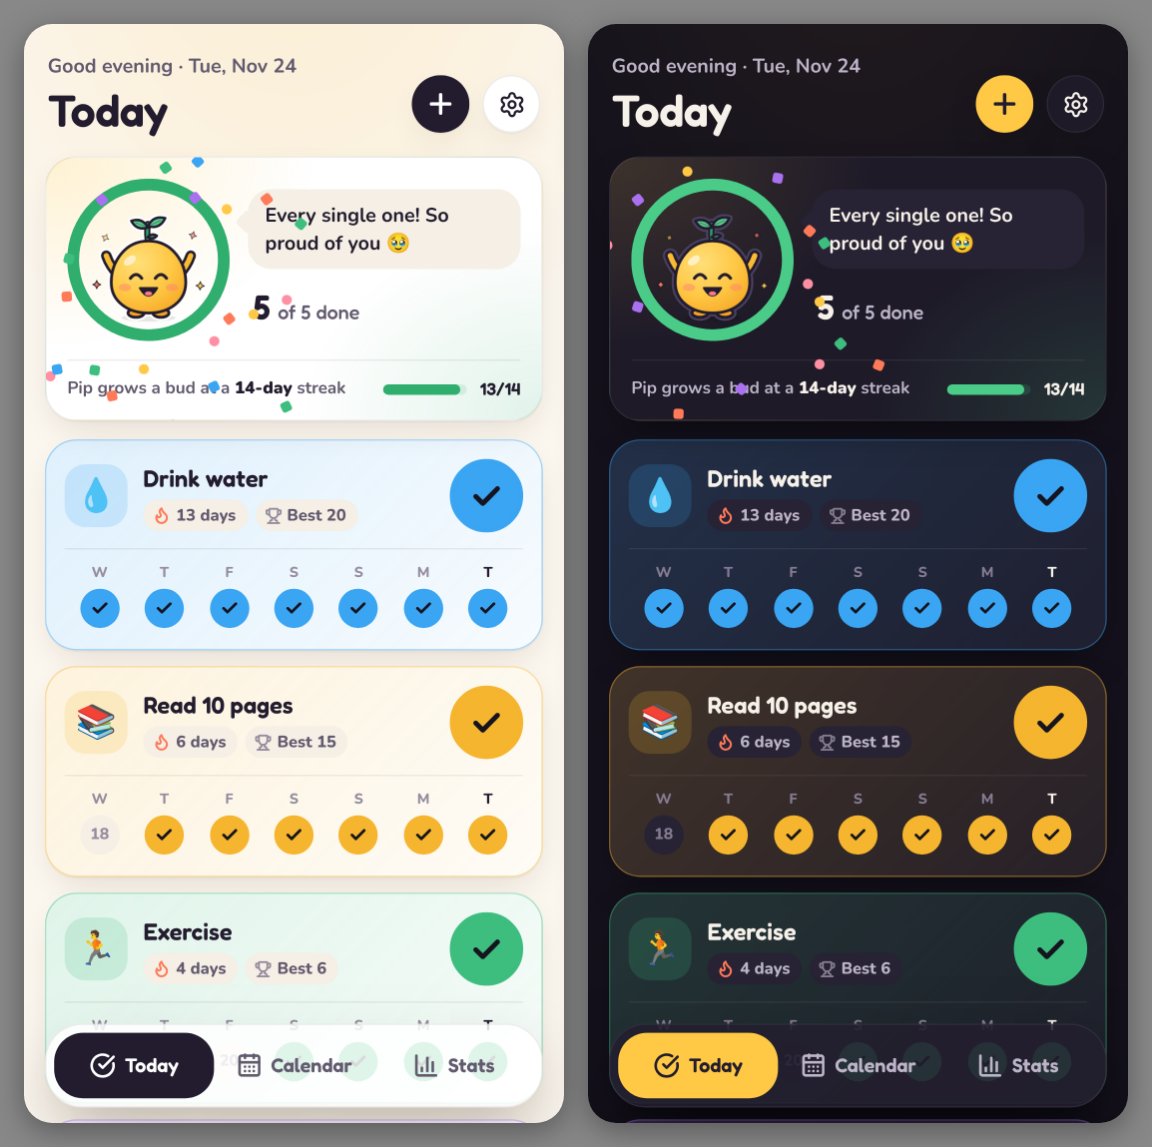 Good evening · Tue, Nov 24
Today
Every single one! So
proud of you 🥹
5 of 5 done
Pip grows a bud at a 14-day streak
13/14
Drink water
13 days
Best 20
W T F S S M T
Read 10 pages
6 days
Best 15
W T F S S M T
18
Exercise
4 days
Best 6
W T F S S M T
20
Today
Calendar
Stats
Good evening · Tue, Nov 24
Today
Every single one! So
proud of you 🥹
5 of 5 done
Pip grows a bud at a 14-day streak
13/14
Drink water
13 days
Best 20
W T F S S M T
Read 10 pages
6 days
Best 15
W T F S S M T
18
Exercise
4 days
Best 6
W T F S S M T
20
Today
Calendar
Stats